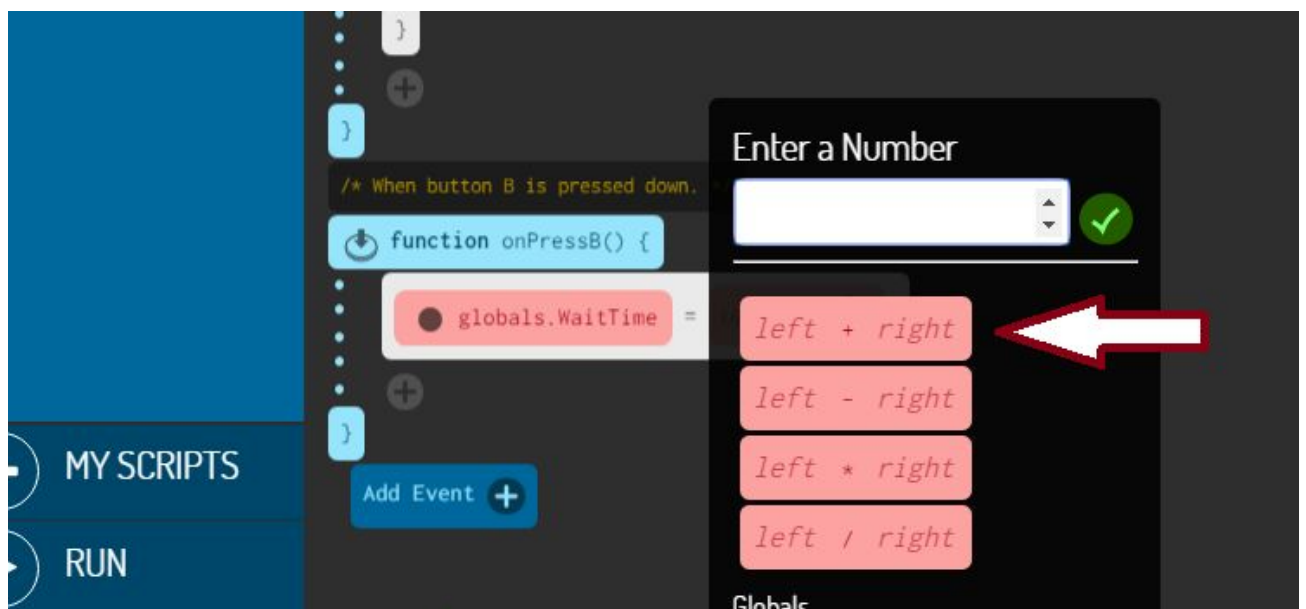 }
}
/* When button B is pressed down.
function onPressB() {
globals.WaitTime =
}
Add Event
MY SCRIPTS
RUN
Enter a Number
left + right
left - right
left * right
left / right
Globals